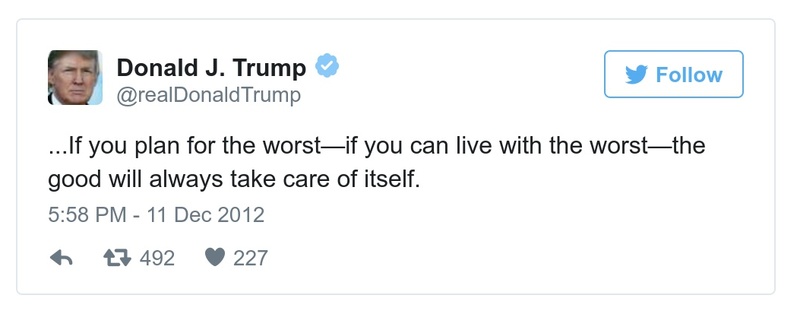 Donald J. Trump
@realDonaldTrump
Follow
...If you plan for the worst—if you can live with the worst—the
good will always take care of itself.
5:58 PM - 11 Dec 2012
492 227